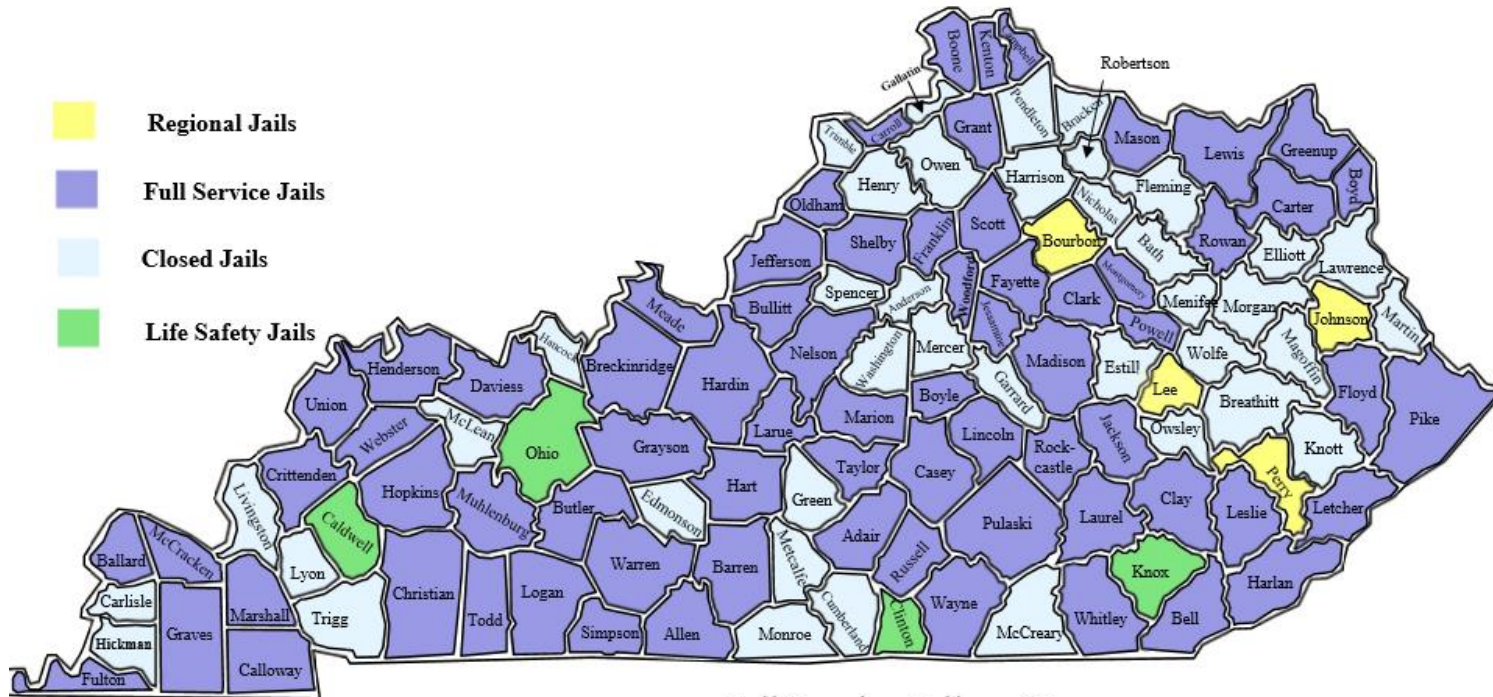 Regional Jails
Full Service Jails
Closed Jails
Life Safety Jails
Boone
Kenton
Campbell
Gallatin
Robertson
Trimble
Carroll
Grant
Pendleton
Bracken
Mason
Lewis
Greenup
Boyd
Owen
Henry
Harrison
Fleming
Carter
Oldham
Scott
Nicholas
Rowan
Shelby
Franklin
Bourbon
Bath
Elliott
Lawrence
Jefferson
Spencer
Anderson
Woodford
Fayette
Montgomery
Clark
Menifee
Morgan
Johnson
Martin
Meade
Bullitt
Jessamine
Powell
Hancock
Breckinridge
Nelson
Washington
Mercer
Madison
Estill
Wolfe
Magoffin
Henderson
Daviess
Hardin
Garrard
Lee
Floyd
Pike
Union
Boyle
Breathitt
Webster
McLean
Larue
Marion
Lincoln
Owsley
Ohio
Grayson
Rock-
castle
Jackson
Knott
Crittenden
Taylor
Casey
Perry
Hopkins
Hart
Green
Livingston
Muhlenburg
Butler
Edmonson
Clay
Leslie
Letcher
Caldwell
Adair
Pulaski
Laurel
McCracken
Ballard
Warren
Barren
Metcalfe
Russell
Knox
Harlan
Lyon
Christian
Logan
Carlisle
Marshall
Trigg
Todd
Cumberland
Clinton
Wayne
Whitley
Bell
Hickman
Graves
Simpson
Allen
Monroe
McCreary
Fulton
Calloway